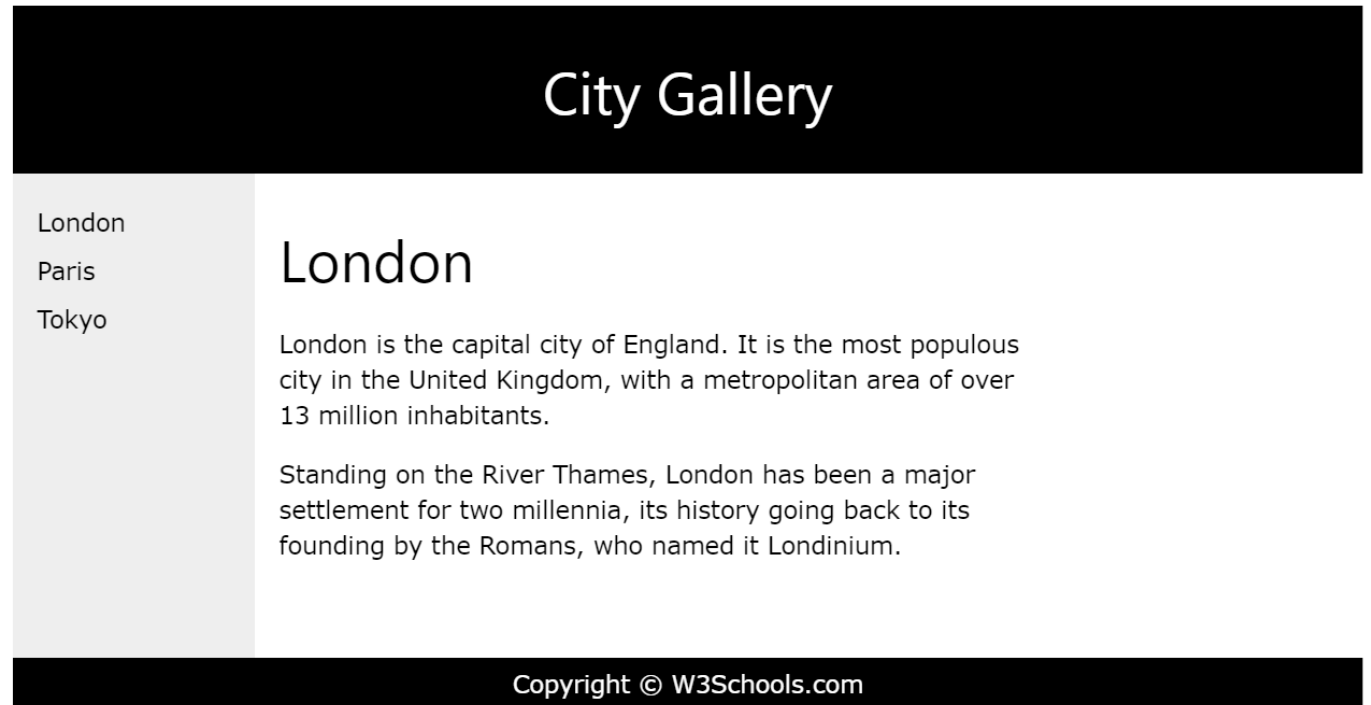 City Gallery
London
Paris
Tokyo
London
London is the capital city of England. It is the most populous
city in the United Kingdom, with a metropolitan area of over
13 million inhabitants.
Standing on the River Thames, London has been a major
settlement for two millennia, its history going back to its
founding by the Romans, who named it Londinium.
Copyright © W3Schools.com